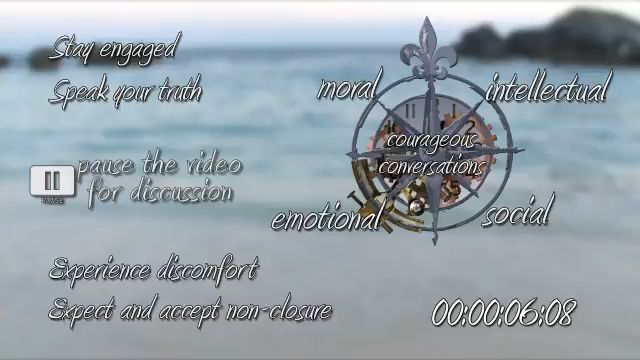 Stay engaged
Speak your truth
pause the video
for discussion
PAUSE
Experience discomfort
Expect and accept non-closure
moral
intellectual
courageous
conversations
emotional
social
00:00:06:08